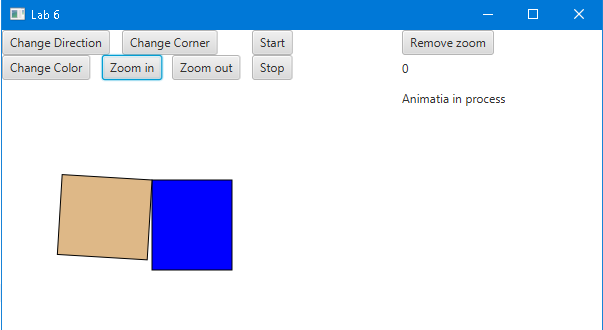 Lab 6
Change Direction Change Corner Start Remove zoom
Change Color Zoom in Zoom out Stop 0
Animatia in process